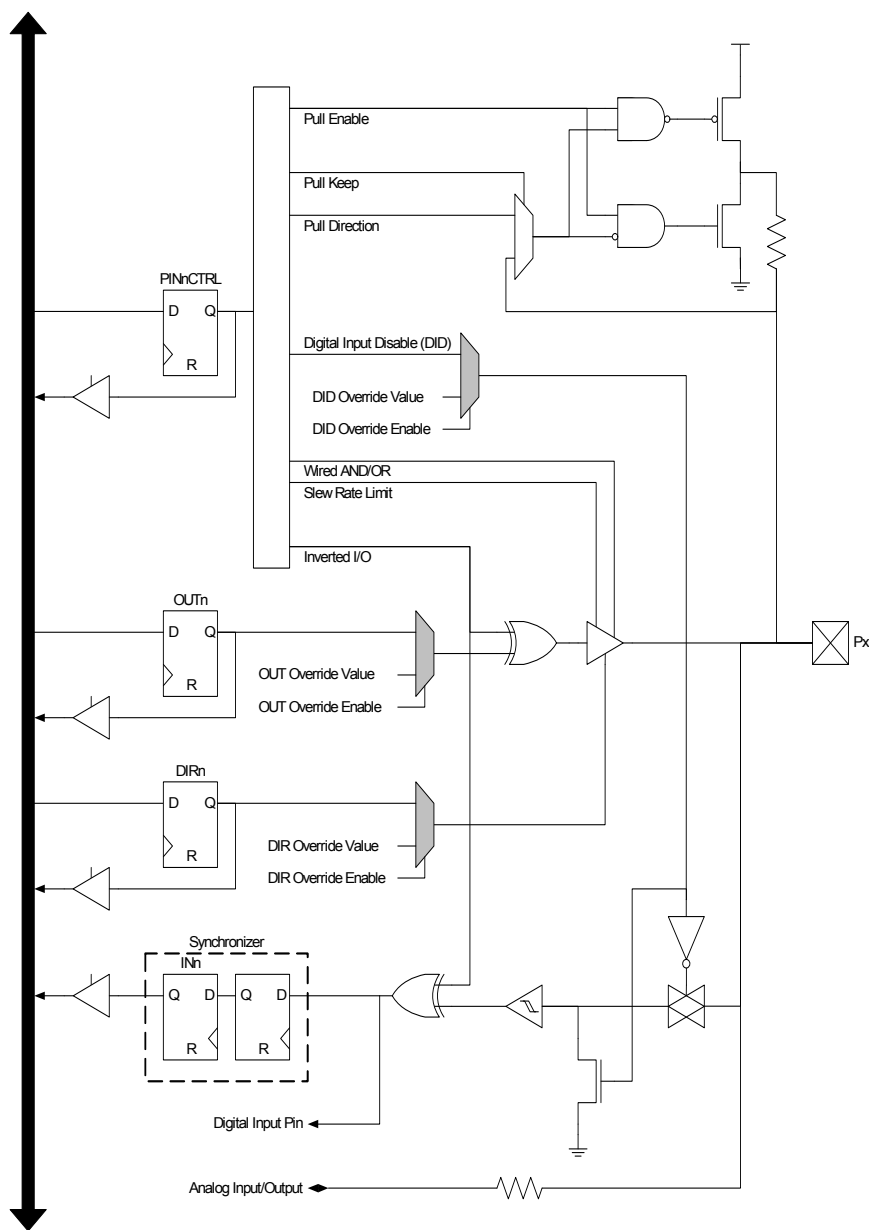 Pull Enable
Pull Keep
Pull Direction
PINnCTRL
D Q
R
Digital Input Disable (DID)
DID Override Value
DID Override Enable
Wired AND/OR
Slew Rate Limit
Inverted I/O
OUTn
D Q
R
OUT Override Value
OUT Override Enable
Px
DIRn
D Q
R
DIR Override Value
DIR Override Enable
Synchronizer
INn
Q D Q D
R R
Digital Input Pin
Analog Input/Output